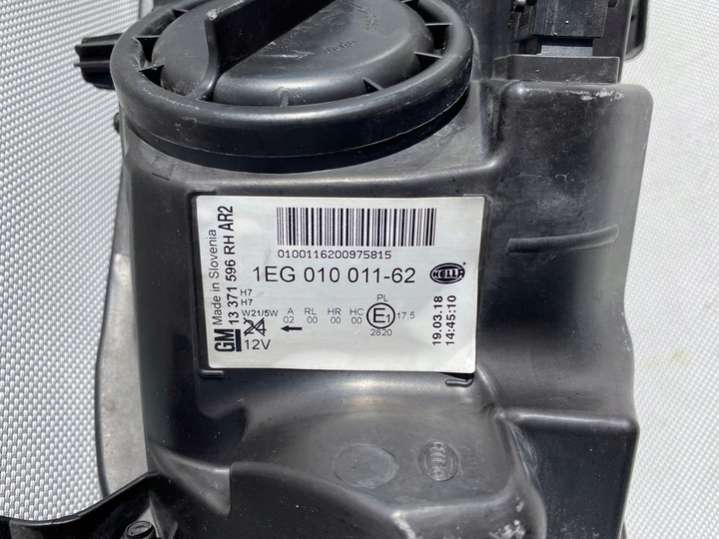 0100116200975815
1EG 010 011-62
HELLA
GM
Made in Slovenia
13 371 596 RH AR2
H7
H7
W21/5W
24
12V
A
02
RL
00
HR
00
HC
00
PL
E1
17.5
2820
19.03.18
14:45:10
HELLA